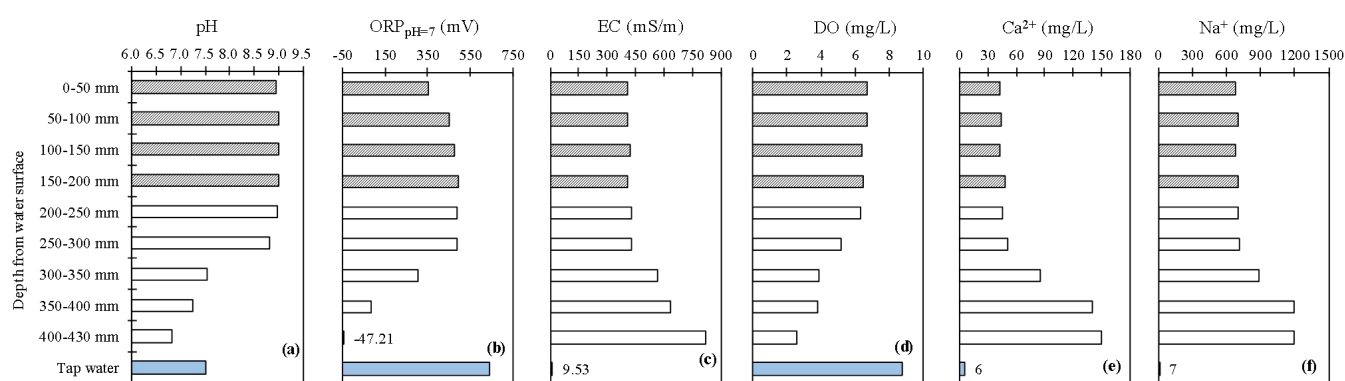 pH
ORPpH=7 (mV)
EC (mS/m)
DO (mg/L)
Ca2+ (mg/L)
Na+ (mg/L)
6.0 6.5 7.0 7.5 8.0 8.5 9.0 9.5
-50 150 350 550 750
0 150 300 450 600 750 900
0 2 4 6 8 10
0 30 60 90 120 150 180
0 300 600 900 1200 1500
Depth from water surface
0-50 mm
50-100 mm
100-150 mm
150-200 mm
200-250 mm
250-300 mm
300-350 mm
350-400 mm
400-430 mm
Tap water
(a)
-47.21
(b)
9.53
(c)
(d)
6
(e)
7
(f)